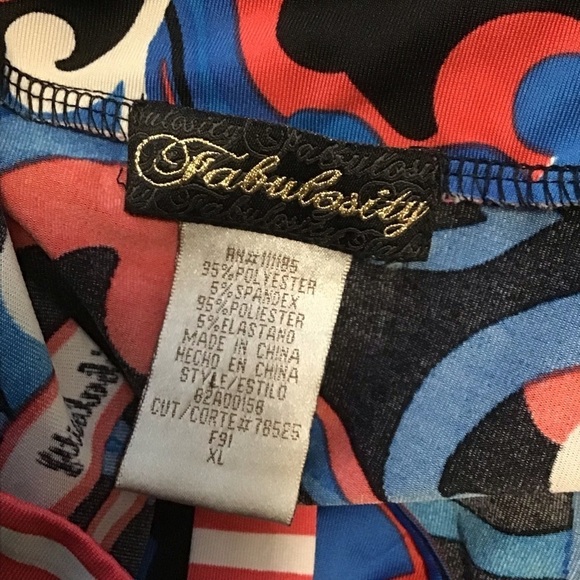 Fabulosity
RN#111185
95%POLYESTER
5%SPANDEX
95%POLIESTER
5%ELASTANO
MADE IN CHINA
HECHO EN CHINA
STYLE/ESTILO
62A00158
CUT/CORTE#78525
F91
XL